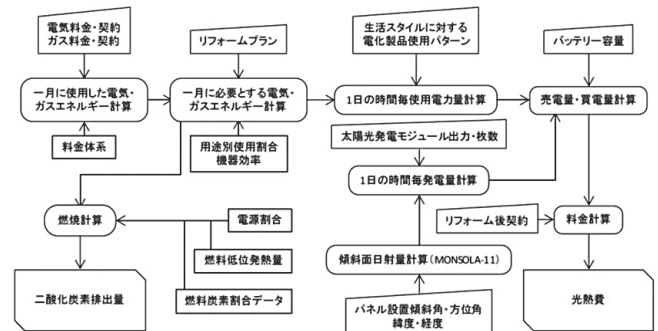 電気料金・契約
ガス料金・契約
リフォームプラン
生活スタイルに対する
電化製品使用パターン
バッテリー容量
一月に使用した電気・
ガスエネルギー計算
一月に必要とする電気・
ガスエネルギー計算
1日の時間毎使用電力量計算
売電量・買電量計算
料金体系
用途別使用割合
機器効率
太陽光発電モジュール出力・枚数
1日の時間毎発電量計算
燃焼計算
電源割合
リフォーム後契約
料金計算
燃料低位発熱量
傾斜面日射量計算(MONSOLA-11)
二酸化炭素排出量
燃料炭素割合データ
パネル設置傾斜角・方位角
緯度・経度
光熱費